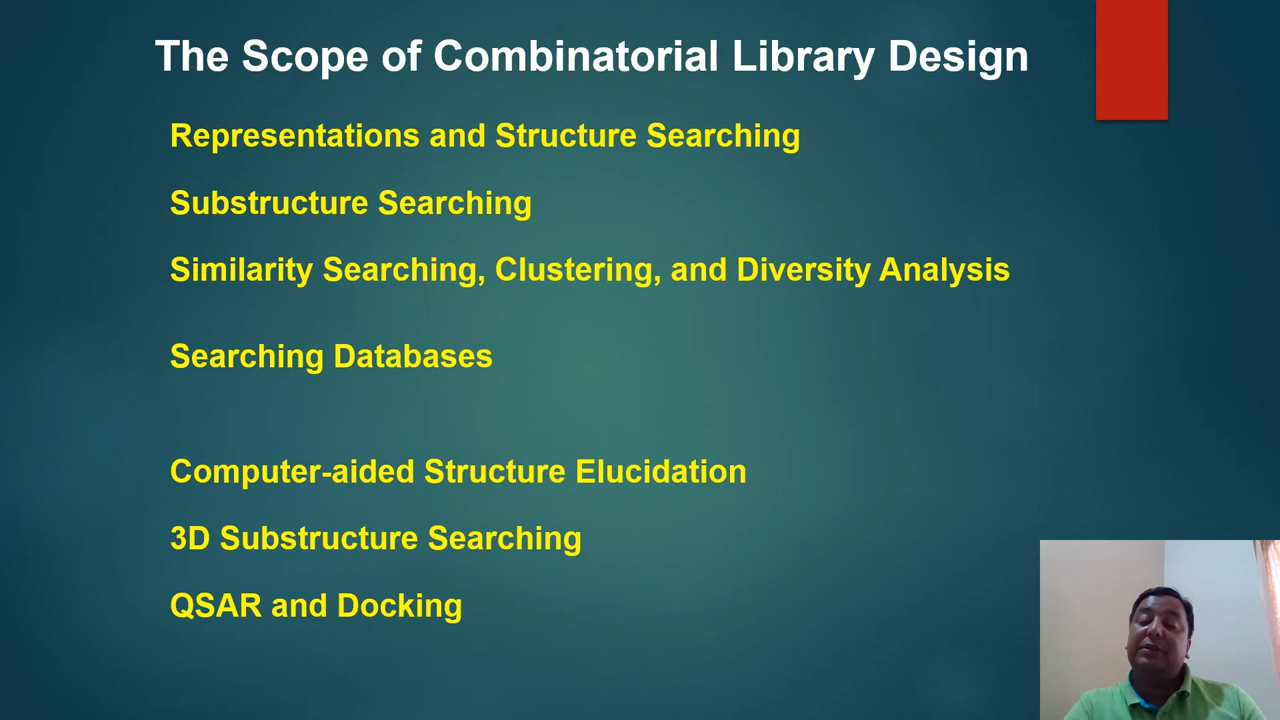 The Scope of Combinatorial Library Design
Representations and Structure Searching
Substructure Searching
Similarity Searching, Clustering, and Diversity Analysis
Searching Databases
Computer-aided Structure Elucidation
3D Substructure Searching
QSAR and Docking